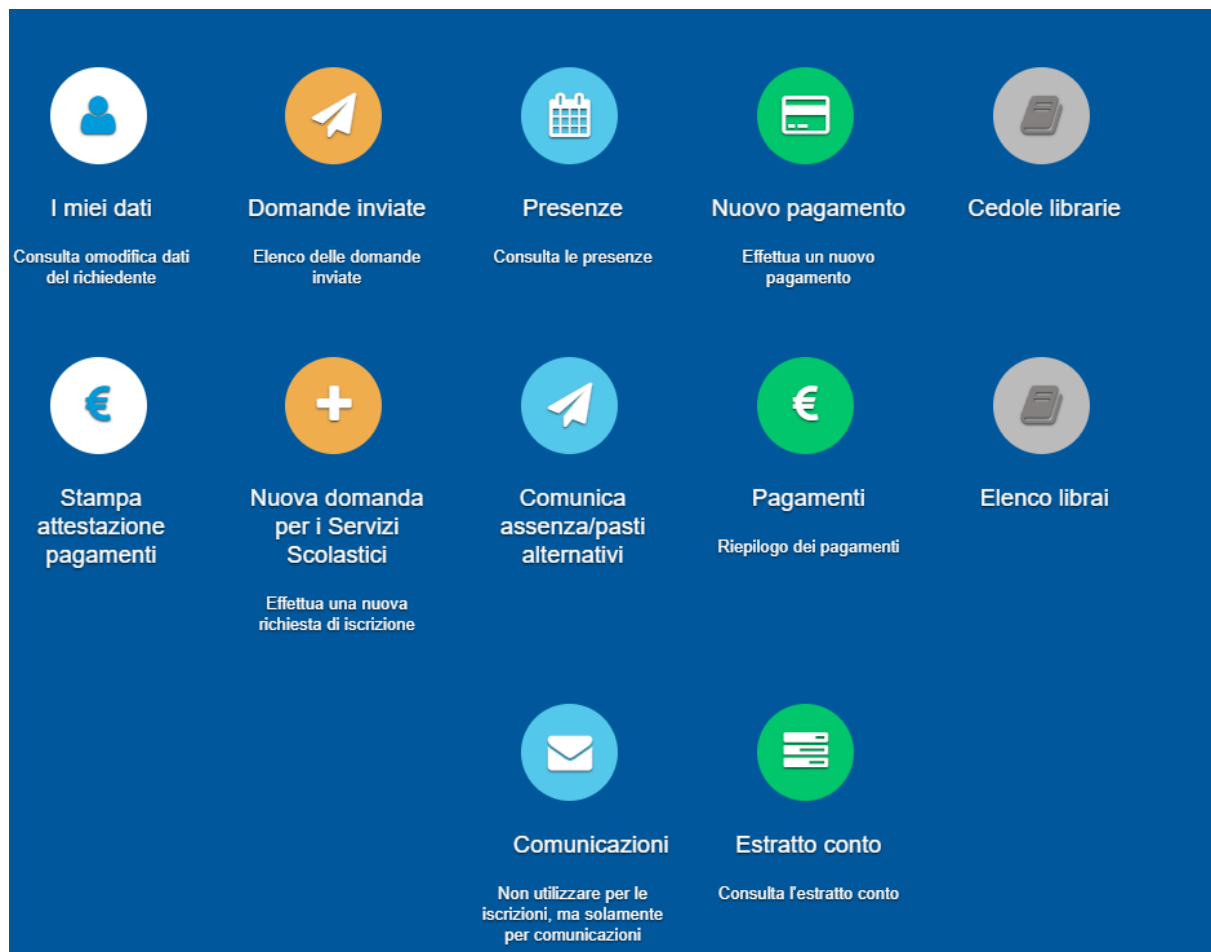 I miei dati
Consulta omodifica dati
del richiedente
Domande inviate
Elenco delle domande
inviate
Presenze
Consulta le presenze
Nuovo pagamento
Effettua un nuovo
pagamento
Cedole librarie
Stampa
attestazione
pagamenti
Nuova domanda
per i Servizi
Scolastici
Effettua una nuova
richiesta di iscrizione
Comunica
assenza/pasti
alternativi
Pagamenti
Riepilogo dei pagamenti
Elenco librai
Comunicazioni
Non utilizzare per le
iscrizioni, ma solamente
per comunicazioni
Estratto conto
Consulta l'estratto conto